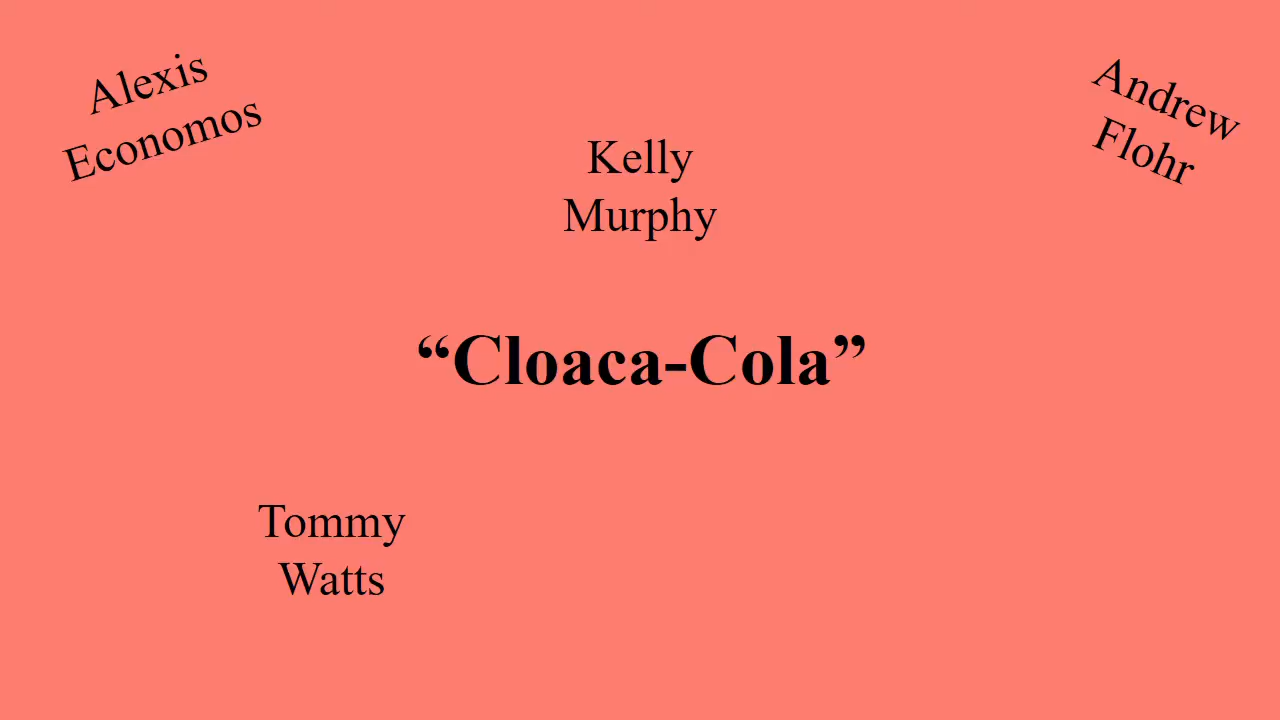 Alexis
Economos
Kelly
Murphy
Andrew
Flohr
“Cloaca-Cola”
Tommy
Watts